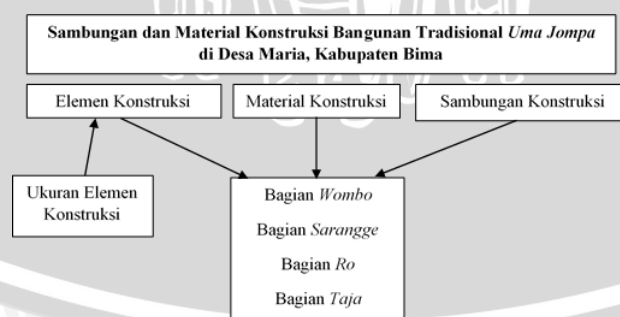 Sambungan dan Material Konstruksi Bangunan Tradisional Uma Jompa
di Desa Maria, Kabupaten Bima
Elemen Konstruksi
Material Konstruksi
Sambungan Konstruksi
Ukuran Elemen
Konstruksi
Bagian Wombo
Bagian Sarangge
Bagian Ro
Bagian Taja